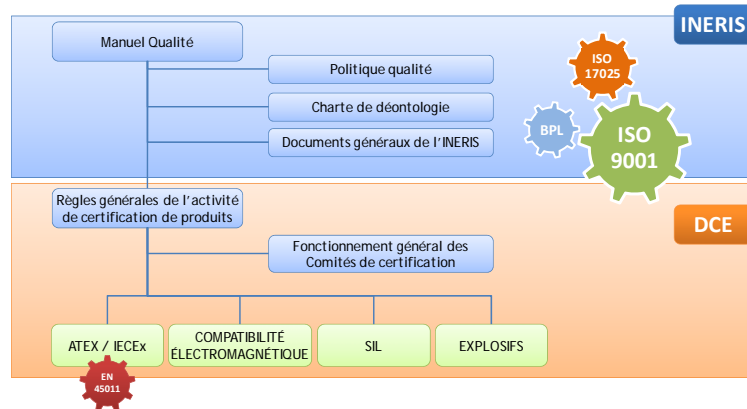 INERIS
Manuel Qualité
Politique qualité
Charte de déontologie
Documents généraux de l'INERIS
ISO
17025
BPL
ISO
9001
DCE
Règles générales de l'activité
de certification de produits
Fonctionnement général des
Comités de certification
ATEX / IECEx
COMPATIBILITÉ
ÉLECTROMAGNÉTIQUE
SIL
EXPLOSIFS
EN
45011